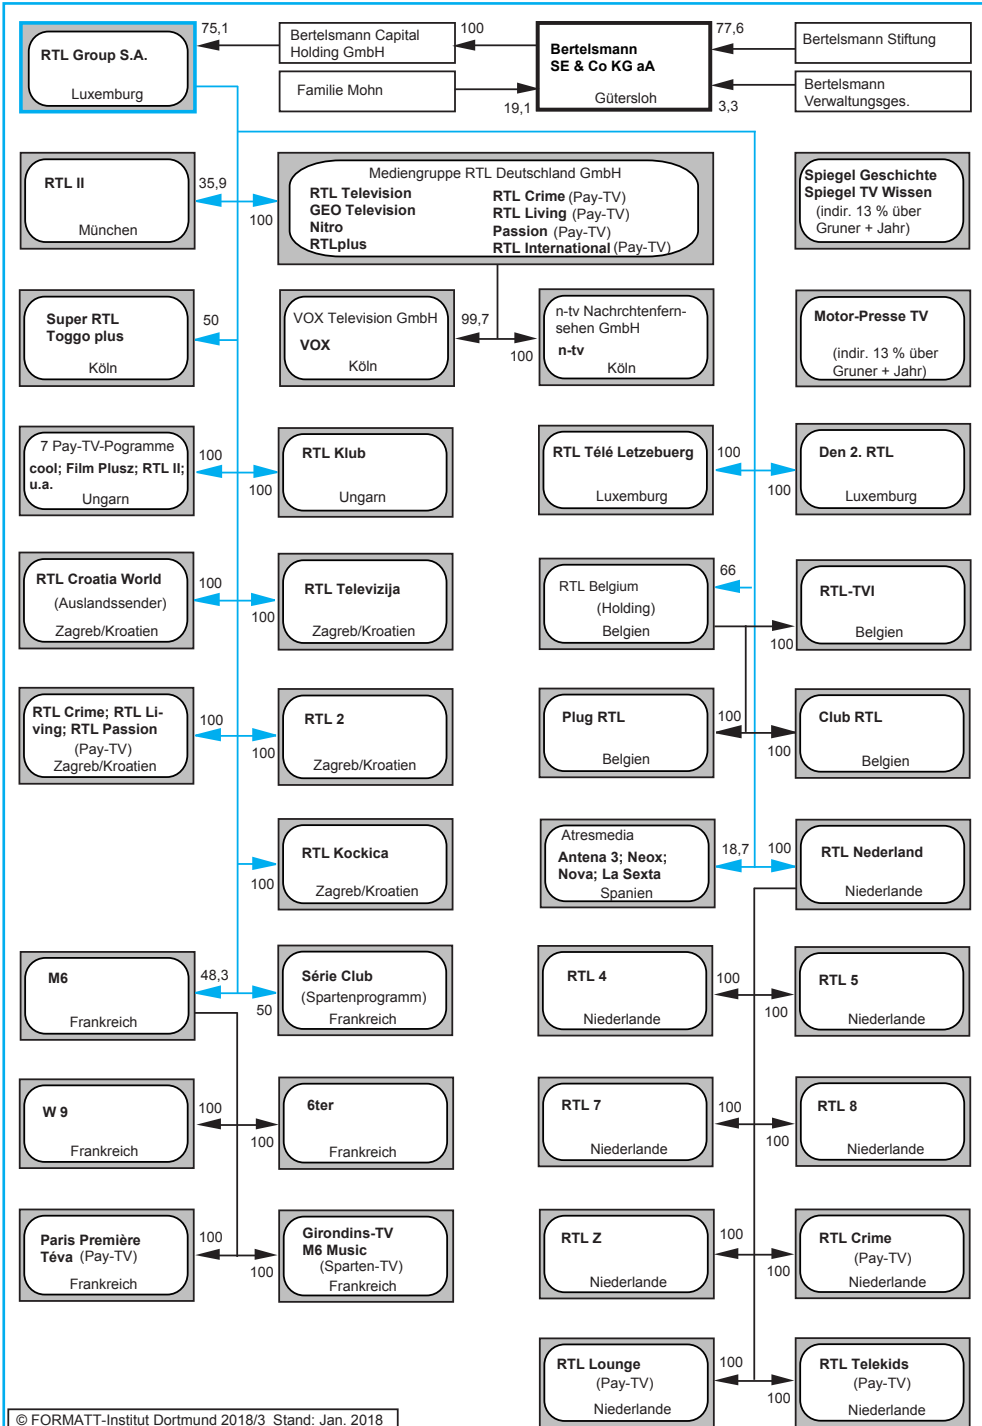 75,1
100
77,6
RTL Group S.A.
Luxemburg
Bertelsmann Capital
Holding GmbH
Bertelsmann
SE & Co KG aA
Gütersloh
Bertelsmann Stiftung
Familie Mohn
19,1
3,3
Bertelsmann
Verwaltungsges.
RTL II
München
35,9
100
Mediengruppe RTL Deutschland GmbH
RTL Television
GEO Television
Nitro
RTLplus
RTL Crime (Pay-TV)
RTL Living (Pay-TV)
Passion (Pay-TV)
RTL International (Pay-TV)
Spiegel Geschichte
Spiegel TV Wissen
(indir. 13 % über
Gruner + Jahr)
Super RTL
Toggo plus
Köln
50
VOX Television GmbH
VOX
Köln
99,7
100
n-tv Nachrchtenfern-
sehen GmbH
n-tv
Köln
Motor-Presse TV
(indir. 13 % über
Gruner + Jahr)
7 Pay-TV-Pogramme
cool; Film Plusz; RTL II;
u.a.
Ungarn
100
100
RTL Klub
Ungarn
RTL Télé Letzebuerg
Luxemburg
100
100
Den 2. RTL
Luxemburg
RTL Croatia World
(Auslandssender)
Zagreb/Kroatien
100
100
RTL Televizija
Zagreb/Kroatien
RTL Belgium
(Holding)
Belgien
66
100
RTL-TVI
Belgien
RTL Crime; RTL Li-
ving; RTL Passion
(Pay-TV)
Zagreb/Kroatien
100
100
RTL 2
Zagreb/Kroatien
Plug RTL
Belgien
100
100
Club RTL
Belgien
100
RTL Kockica
Zagreb/Kroatien
Atresmedia
Antena 3; Neox;
Nova; La Sexta
Spanien
18,7
100
RTL Nederland
Niederlande
M6
Frankreich
48,3
50
Série Club
(Spartenprogramm)
Frankreich
RTL 4
Niederlande
100
100
RTL 5
Niederlande
W 9
Frankreich
100
100
6ter
Frankreich
RTL 7
Niederlande
100
100
RTL 8
Niederlande
Paris Première
Téva (Pay-TV)
Frankreich
100
100
Girondins-TV
M6 Music
(Sparten-TV)
Frankreich
RTL Z
Niederlande
100
100
RTL Crime
(Pay-TV)
Niederlande
RTL Lounge
(Pay-TV)
Niederlande
100
100
RTL Telekids
(Pay-TV)
Niederlande
© FORMATT-Institut Dortmund 2018/3 Stand: Jan. 2018